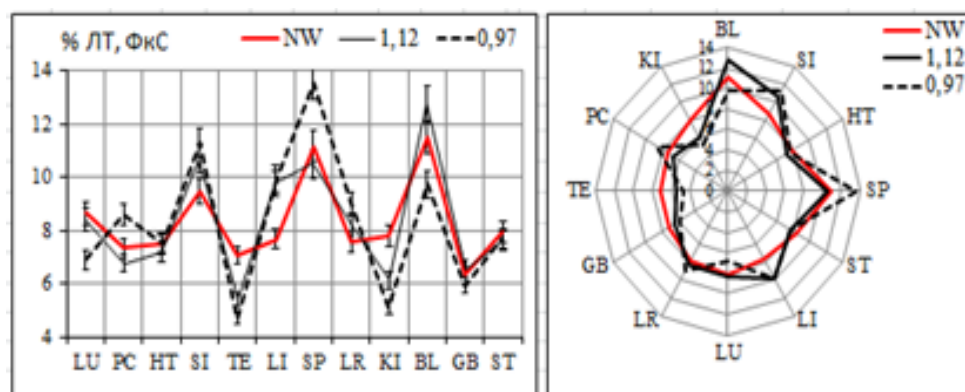 % ЛТ, ФкС
NW 1,12 0,97
14
12
10
8
6
4
LU PC HT SI TE LI SP LR KI BL GB ST
NW
1,12
0,97
BL
SI
HT
SP
ST
LI
LU
LR
GB
TE
PC
KI
14
12
10
4
0